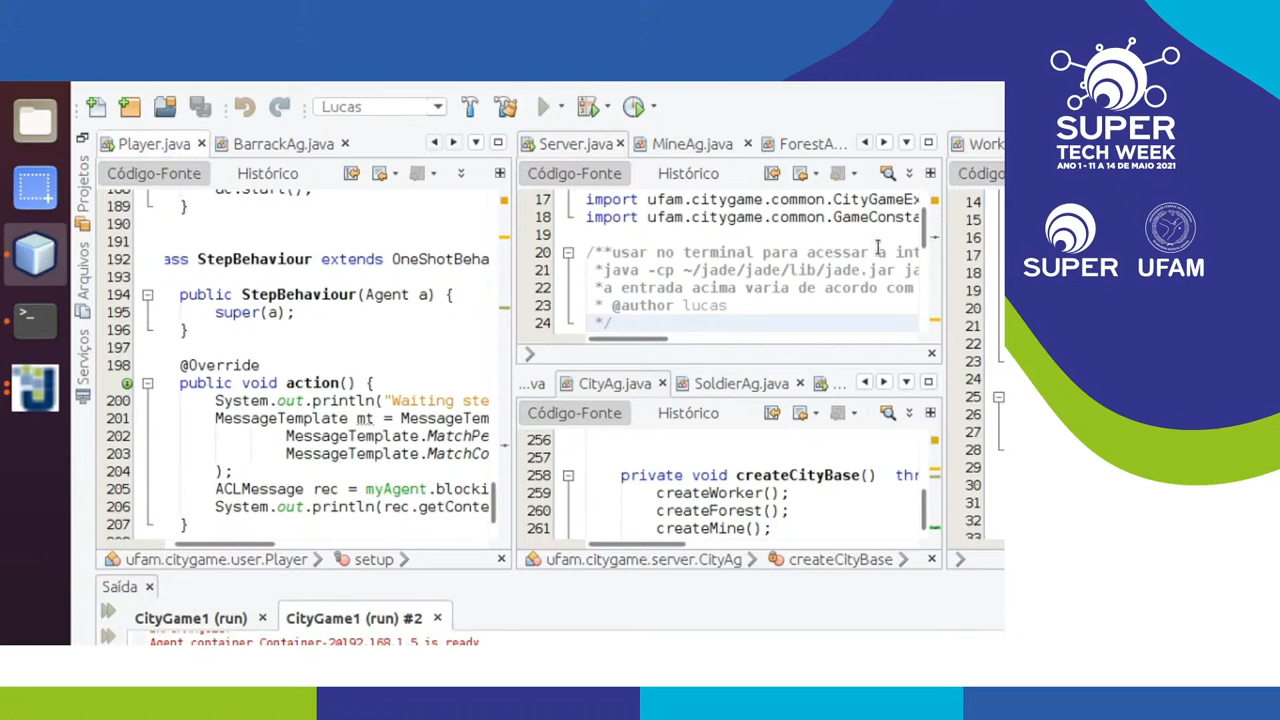 Lucas
Projetos
Arquivos
Serviços
Player.java
BarrackAg.java
Código-Fonte
Histórico
188
ac.start();
189 }
190
191
192 ass StepBehaviour extends OneShotBeha
193
194 public StepBehaviour(Agent a) {
195 super(a);
196 }
197
198 @Override
public void action() {
200 System.out.println("Waiting ste
201 MessageTemplate mt = MessageTem
202 MessageTemplate.MatchPe
203 MessageTemplate.MatchCo
204 );
205 ACLMessage rec = myAgent.blocki
206 System.out.println(rec.getConte
207 }
ufam.citygame.user.Player
setup
Server.java
MineAg.java
ForestA...
Código-Fonte
Histórico
17 import ufam.citygame.common.CityGameEx
18 import ufam.citygame.common.GameConsta
19
20 /**usar no terminal para acessar a int
21 *java -cp ~/jade/jade/lib/jade.jar ja
22 *a entrada acima varia de acordo com
23 * @author lucas
24 */
...va
CityAg.java
SoldierAg.java
...
Código-Fonte
Histórico
256
257
258 private void createCityBase() thr
259 createWorker();
260 createForest();
261 createMine();
ufam.citygame.server.CityAg
createCityBase
Work
Códig
14
15
16
17
18
19
20
21
22
23
24
25
26
27
28
29
30
31
32
33
Saída
CityGame1 (run)
CityGame1 (run) #2
Agent container Container-2@192.168.1.5 is ready
SUPER
TECH WEEK
ANO 1 - 11 A 14 DE MAIO 2021
SUPER
UFAM